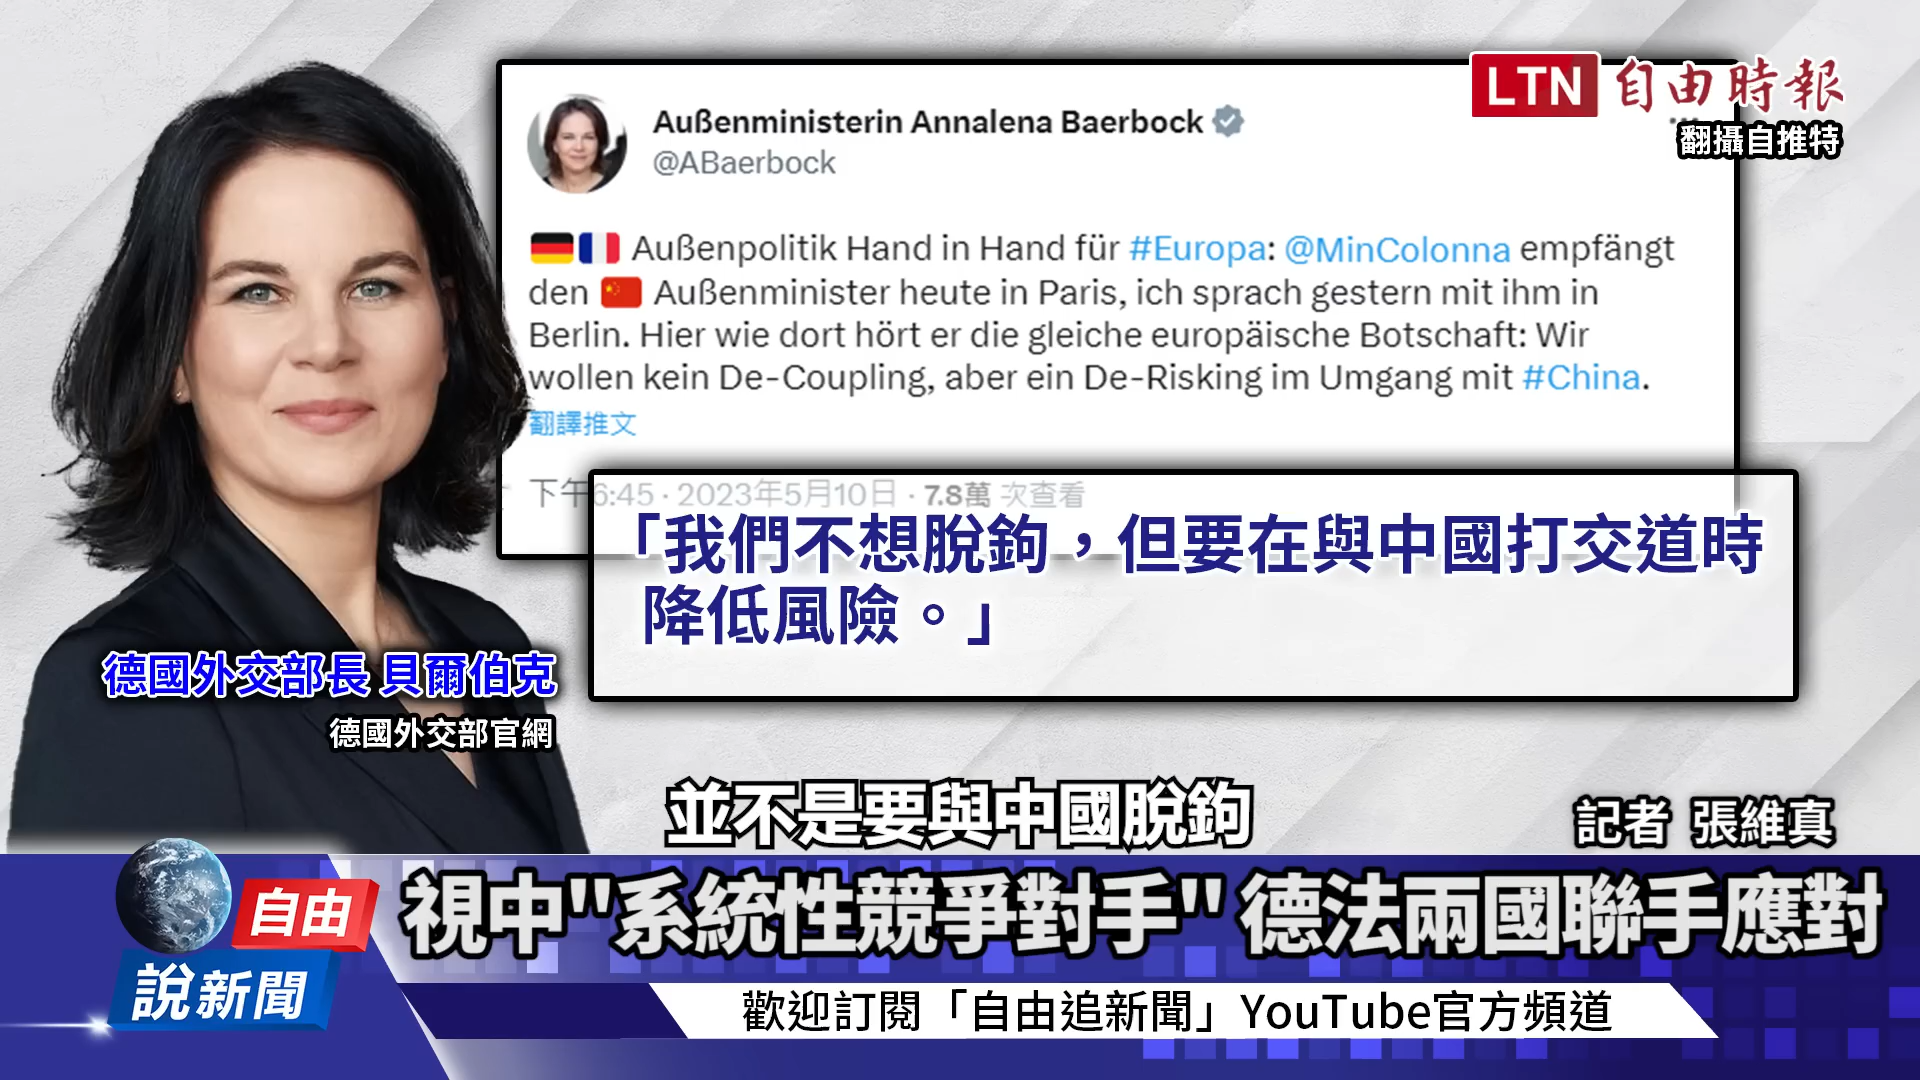 LTN 自由時報
翻攝自推特
Außenministerin Annalena Baerbock
@ABaerbock
Außenpolitik Hand in Hand für #Europa: @MinColonna empfängt
den Außenminister heute in Paris, ich sprach gestern mit ihm in
Berlin. Hier wie dort hört er die gleiche europäische Botschaft: Wir
wollen kein De-Coupling, aber ein De-Risking im Umgang mit #China.
翻譯推文
下午6:45 · 2023年5月10日 · 7.8萬 次查看
「我們不想脫鉤，但要在與中國打交道時
降低風險。」
德國外交部長 貝爾伯克
德國外交部官網
並不是要與中國脫鉤
記者 張維真
自由
說新聞
視中"系統性競爭對手" 德法兩國聯手應對
歡迎訂閱「自由追新聞」YouTube官方頻道